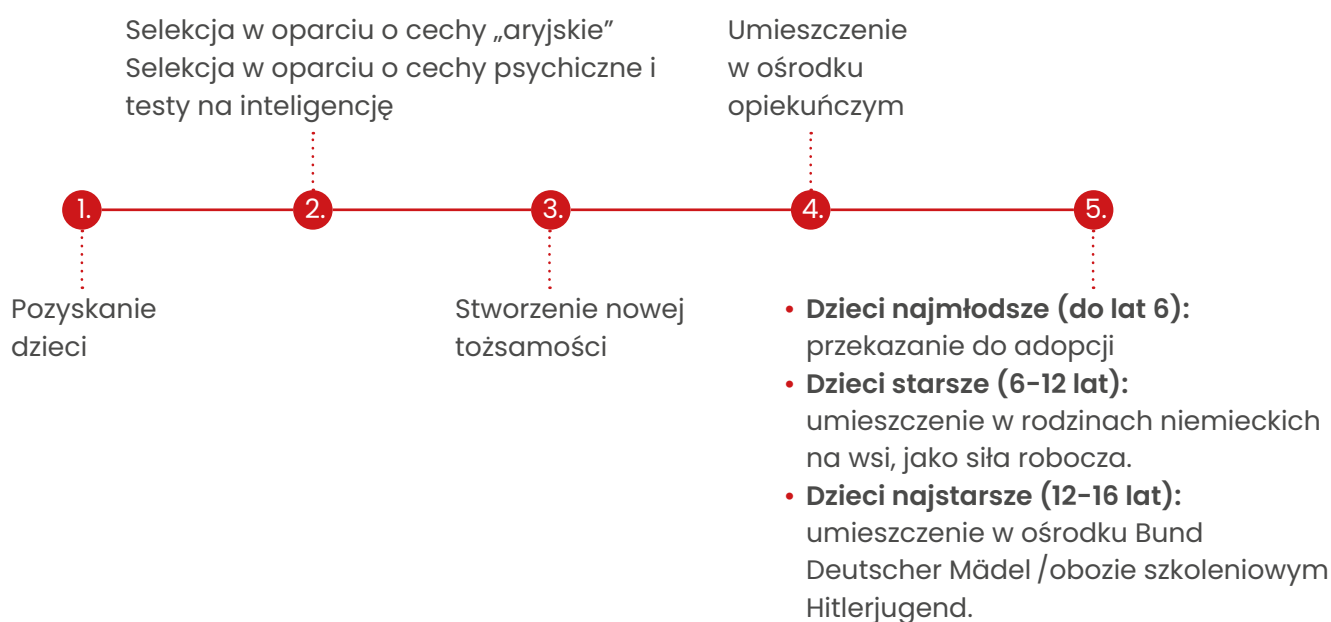 Selekcja w oparciu o cechy „aryjskie”
Selekcja w oparciu o cechy psychiczne i
testy na inteligencję
Umieszczenie
w ośrodku
opiekuńczym
1.
2.
3.
4.
5.
Pozyskanie
dzieci
Stworzenie nowej
tożsamości
• Dzieci najmłodsze (do lat 6):
przekazanie do adopcji
• Dzieci starsze (6-12 lat):
umieszczenie w rodzinach niemieckich
na wsi, jako siła robocza.
• Dzieci najstarsze (12-16 lat):
umieszczenie w ośrodku Bund
Deutscher Mädel /obozie szkoleniowym
Hitlerjugend.